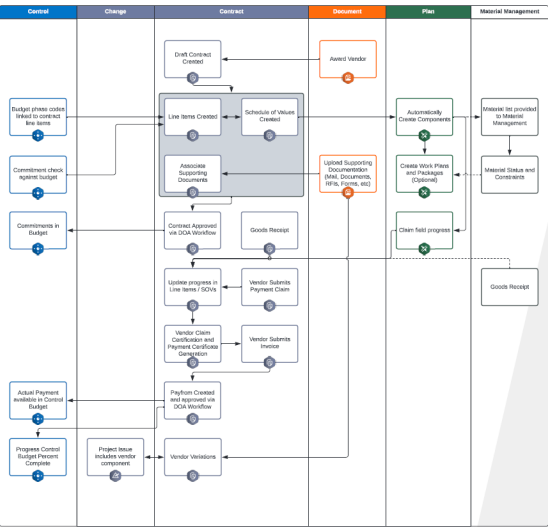 Control
Change
Contract
Document
Plan
Material Management
Draft Contract
Created
Award Vendor
Budget phase codes
linked to contract
line items
Line Items Created
Schedule of Values
Created
Automatically
Create Components
Material list provided
to Material
Management
Commitment check
against budget
Associate
Supporting
Documents
Upload Supporting
Documentation
(Mail, Documents,
RFIs, Forms, etc)
Create Work Plans
and Packages
(Optional)
Material Status and
Constraints
Commitments in
Budget
Contract Approved
via DOA Workflow
Goods Receipt
Claim field progress
Update progress in
Line Items / SOVs
Vendor Submits
Payment Claim
Goods Receipt
Vendor Claim
Certification and
Payment Certificate
Generation
Vendor Submits
Invoice
Actual Payment
available in Control
Budget
Payfrom Created
and approved via
DOA Workflow
Progress Control
Budget Percent
Complete
Project Issue
includes vendor
component
Vendor Variations